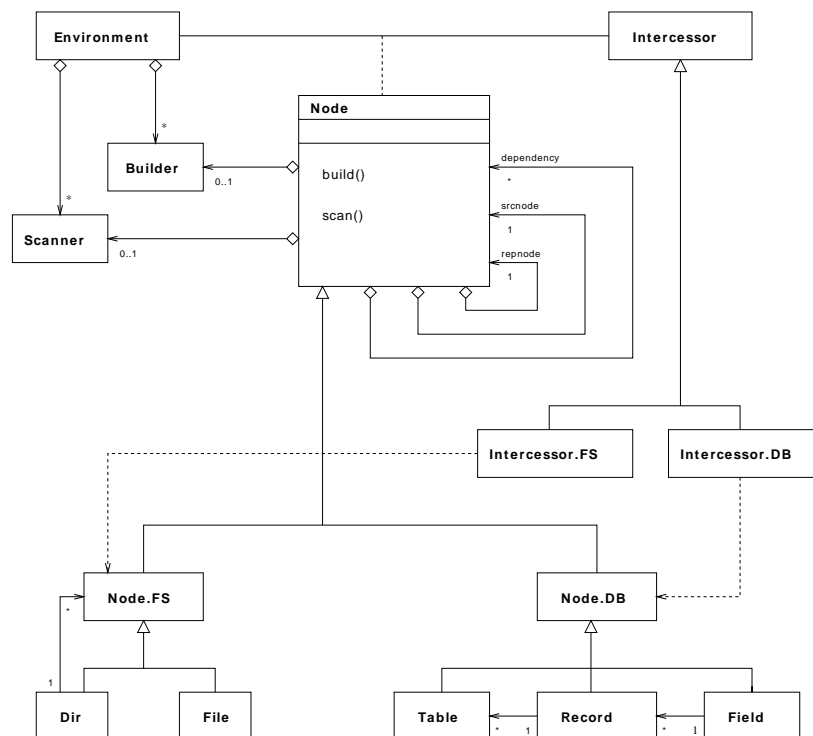 Environment
Intercessor
Node
*
Builder
dependency
0..1
build()
*
*
srcnode
scan()
Scanner
1
0..1
repnode
1
Intercessor.FS
Intercessor.DB
Node.FS
Node.DB
*
1
Dir
File
Table
Record
Field
*
1
*
1